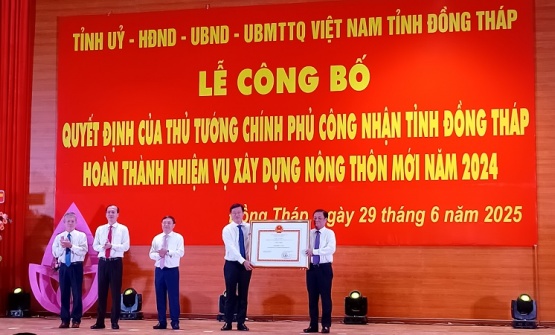 TỈNH UỶ - HĐND - UBND - UBMTTQ VIỆT NAM TỈNH ĐỒNG THÁP
LỄ CÔNG BỐ
QUYẾT ĐỊNH CỦA THỦ TƯỚNG CHÍNH PHỦ CÔNG NHẬN TỈNH ĐỒNG THÁP
HOÀN THÀNH NHIỆM VỤ XÂY DỰNG NÔNG THÔN MỚI NĂM 2024
Đồng Tháp, ngày 29 tháng 6 năm 2025